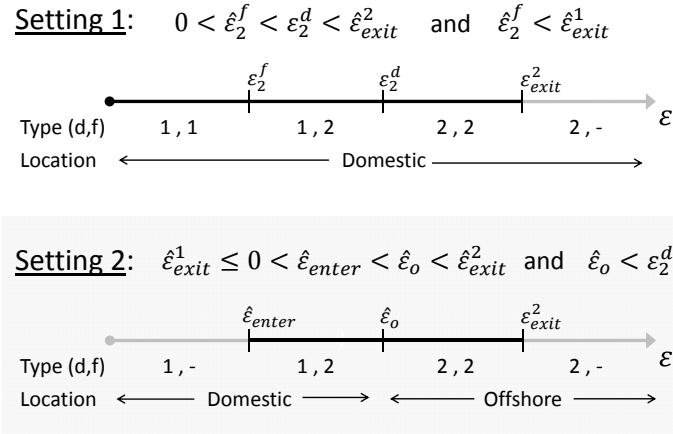 Setting 1: 0 < ε̂₂ᶠ < ε₂ᵈ < ε̂²ₑₓᵢₜ and ε̂₂ᶠ < ε̂¹ₑₓᵢₜ
ε₂ᶠ ε₂ᵈ ε²ₑₓᵢₜ
ε
Type (d,f) 1 , 1 1 , 2 2 , 2 2 , -
Location Domestic
Setting 2: ε̂¹ₑₓᵢₜ ≤ 0 < ε̂ₑₙₜₑᵣ < ε̂ₒ < ε̂²ₑₓᵢₜ and ε̂ₒ < ε₂ᵈ
ε̂ₑₙₜₑᵣ ε̂ₒ ε²ₑₓᵢₜ
ε
Type (d,f) 1 , - 1 , 2 2 , 2 2 , -
Location Domestic Offshore